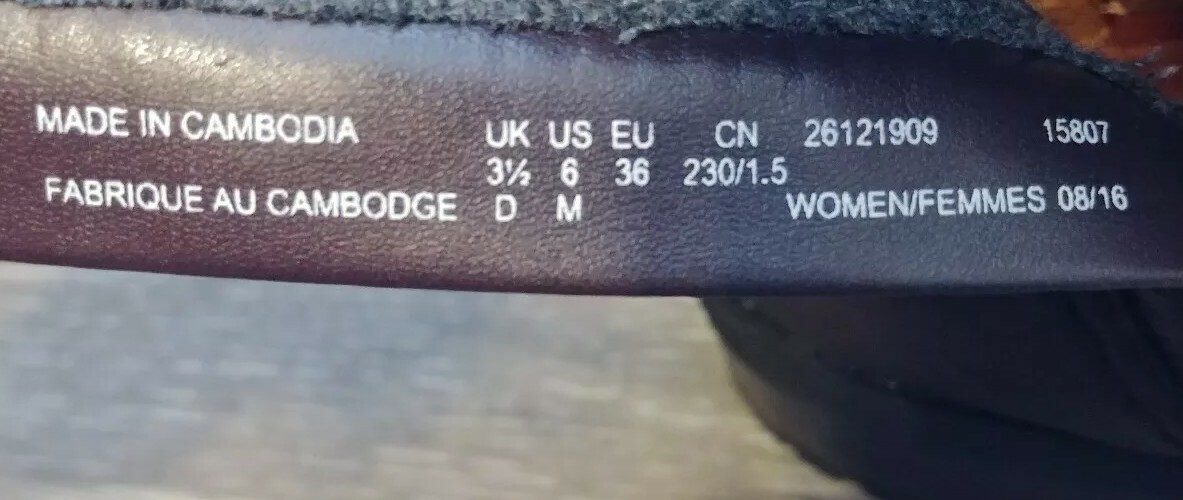 MADE IN CAMBODIA UK US EU CN 26121909 15807
3½ 6 36 230/1.5
FABRIQUE AU CAMBODGE D M WOMEN/FEMMES 08/16